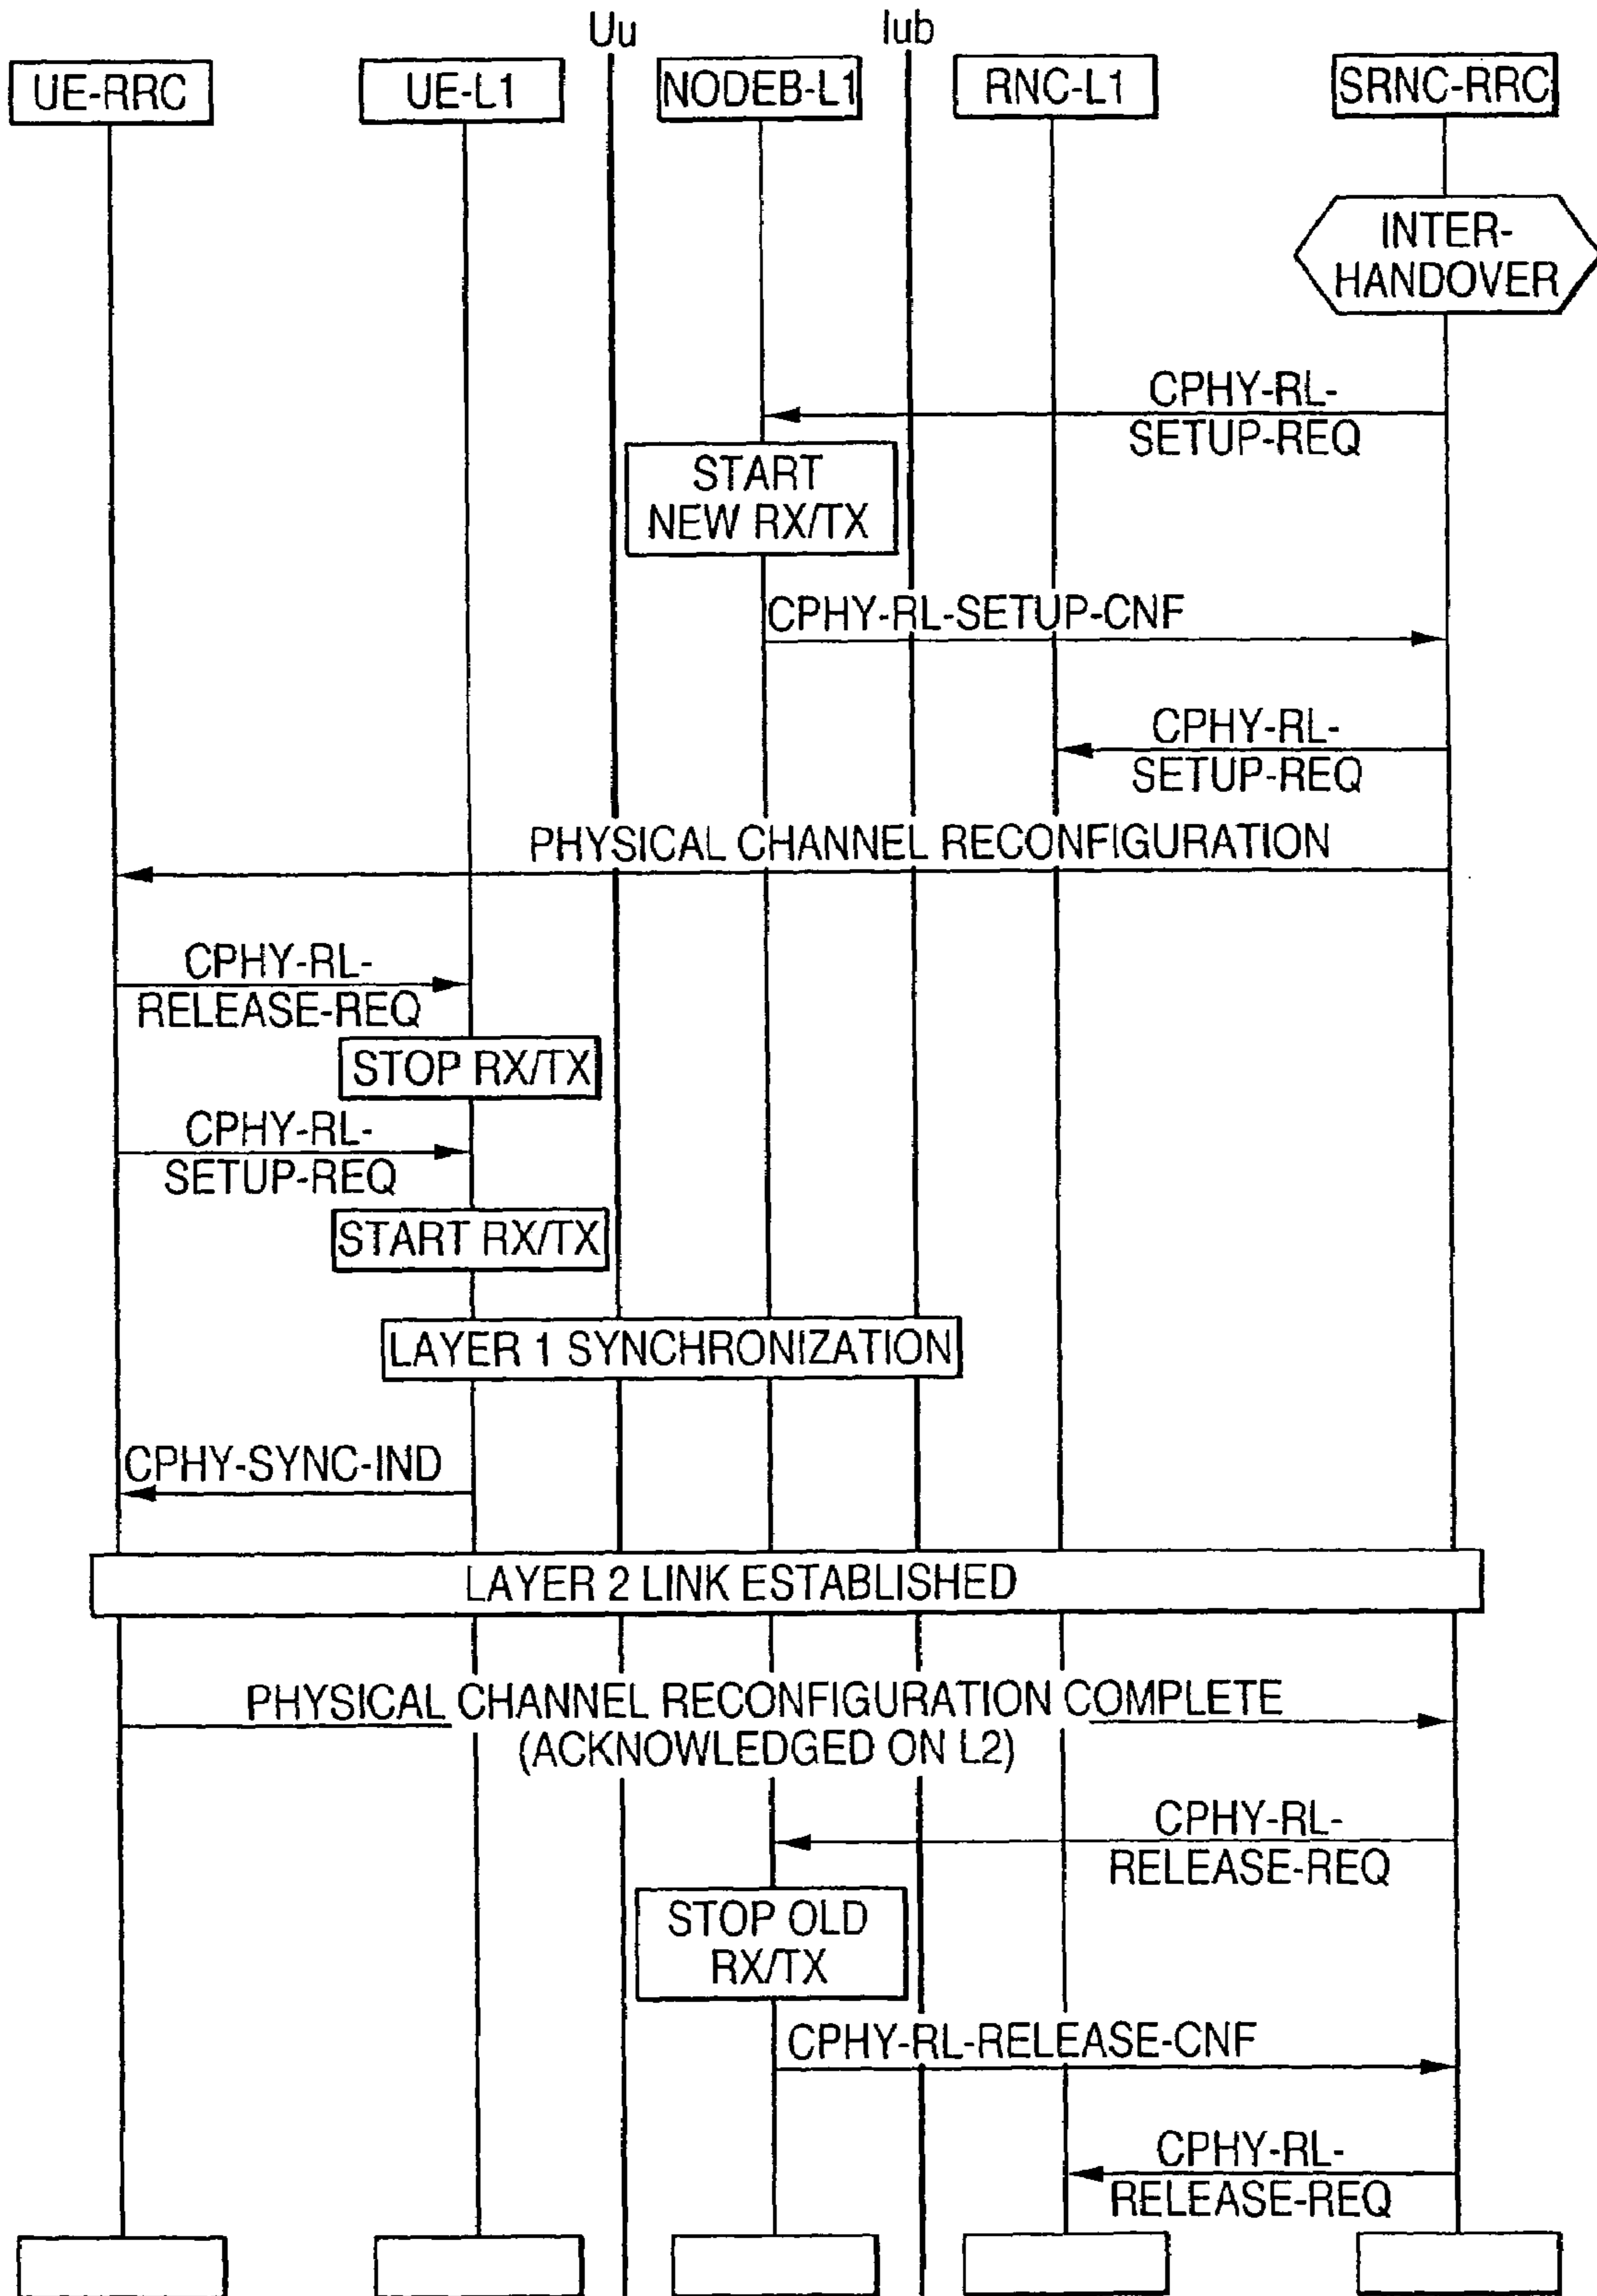 Uu
Iub
UE-RRC
UE-L1
NODEB-L1
RNC-L1
SRNC-RRC
INTER-
HANDOVER
CPHY-RL-
SETUP-REQ
START
NEW RX/TX
CPHY-RL-SETUP-CNF
CPHY-RL-
SETUP-REQ
PHYSICAL CHANNEL RECONFIGURATION
CPHY-RL-
RELEASE-REQ
STOP RX/TX
CPHY-RL-
SETUP-REQ
START RX/TX
LAYER 1 SYNCHRONIZATION
CPHY-SYNC-IND
LAYER 2 LINK ESTABLISHED
PHYSICAL CHANNEL RECONFIGURATION COMPLETE
(ACKNOWLEDGED ON L2)
CPHY-RL-
RELEASE-REQ
STOP OLD
RX/TX
CPHY-RL-RELEASE-CNF
CPHY-RL-
RELEASE-REQ